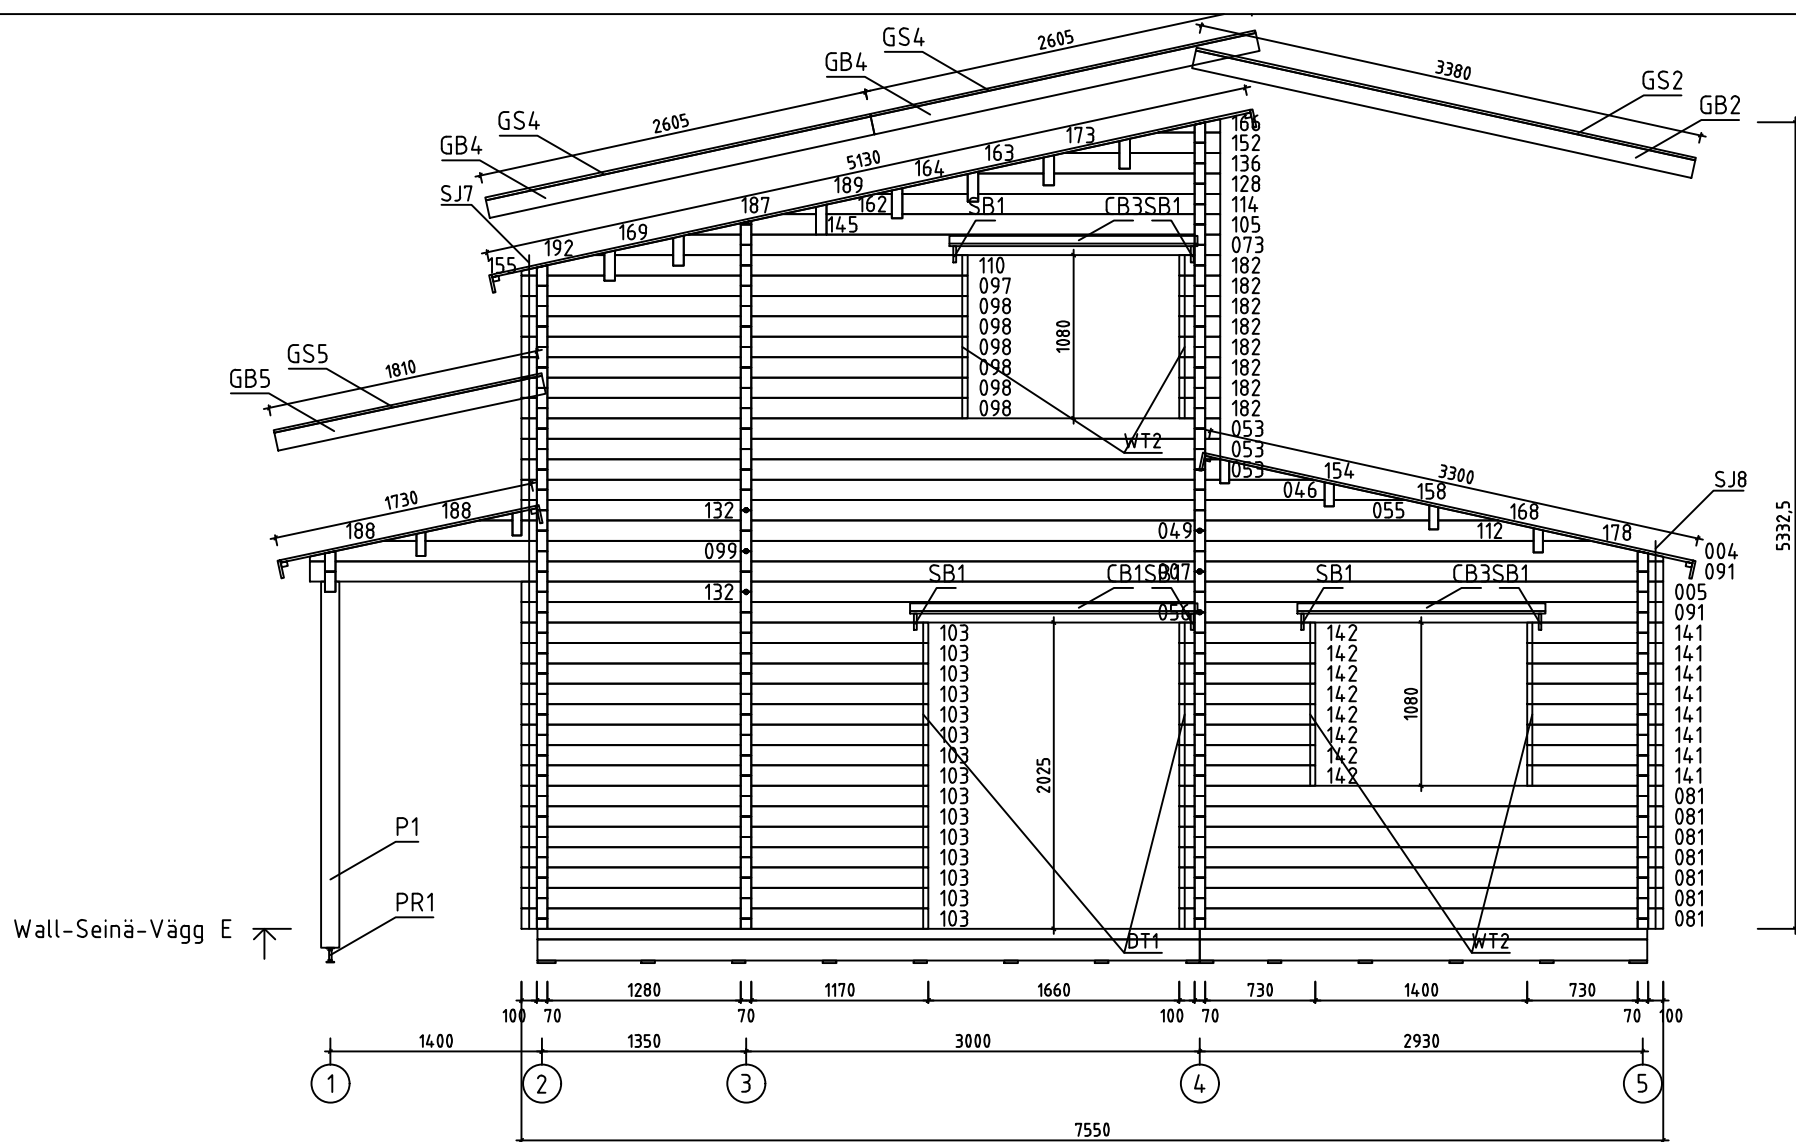 GS4 2605
GB4 3380
GS2
2605 GB2
GS4
GB4 173 166
5130 163 152
164 136
SJ7 189 128
187 162 SB1 CB3SB1 114
169 145 105
192 073
155 110 182
097 182
098 182
098 1080 182
098 182
GS5 098 182
1810 098 182
GB5 098 182
053
WT2 053
053 154 3300 SJ8
046 158
1730 188 132 055 168
188 049 112 178 004
099 SB1 CB1SB1 007 SB1 CB3SB1 091
132 005
056 091
103 142 141
103 142 141
103 142 141
103 142 1080 141
103 142 141
103 142 141
103 142 141
103 2025 142 141
103 081
103 081
P1 103 081
103 081
103 081
PR1 103 081
Wall-Seinä-Vägg E 103 081
DT1 WT2
5332,5
1280 1170 1660 730 1400 730
100 70 70 100 70 70 100
1400 1350 3000 2930
1 2 3 4 5
7550